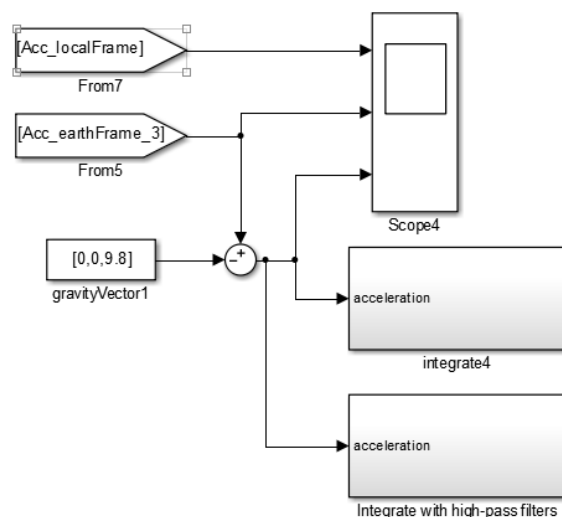 [Acc_localFrame]
From7
[Acc_earthFrame_3]
From5
Scope4
[0,0,9.8]
gravityVector1
− +
acceleration
integrate4
acceleration
Integrate with high-pass filters